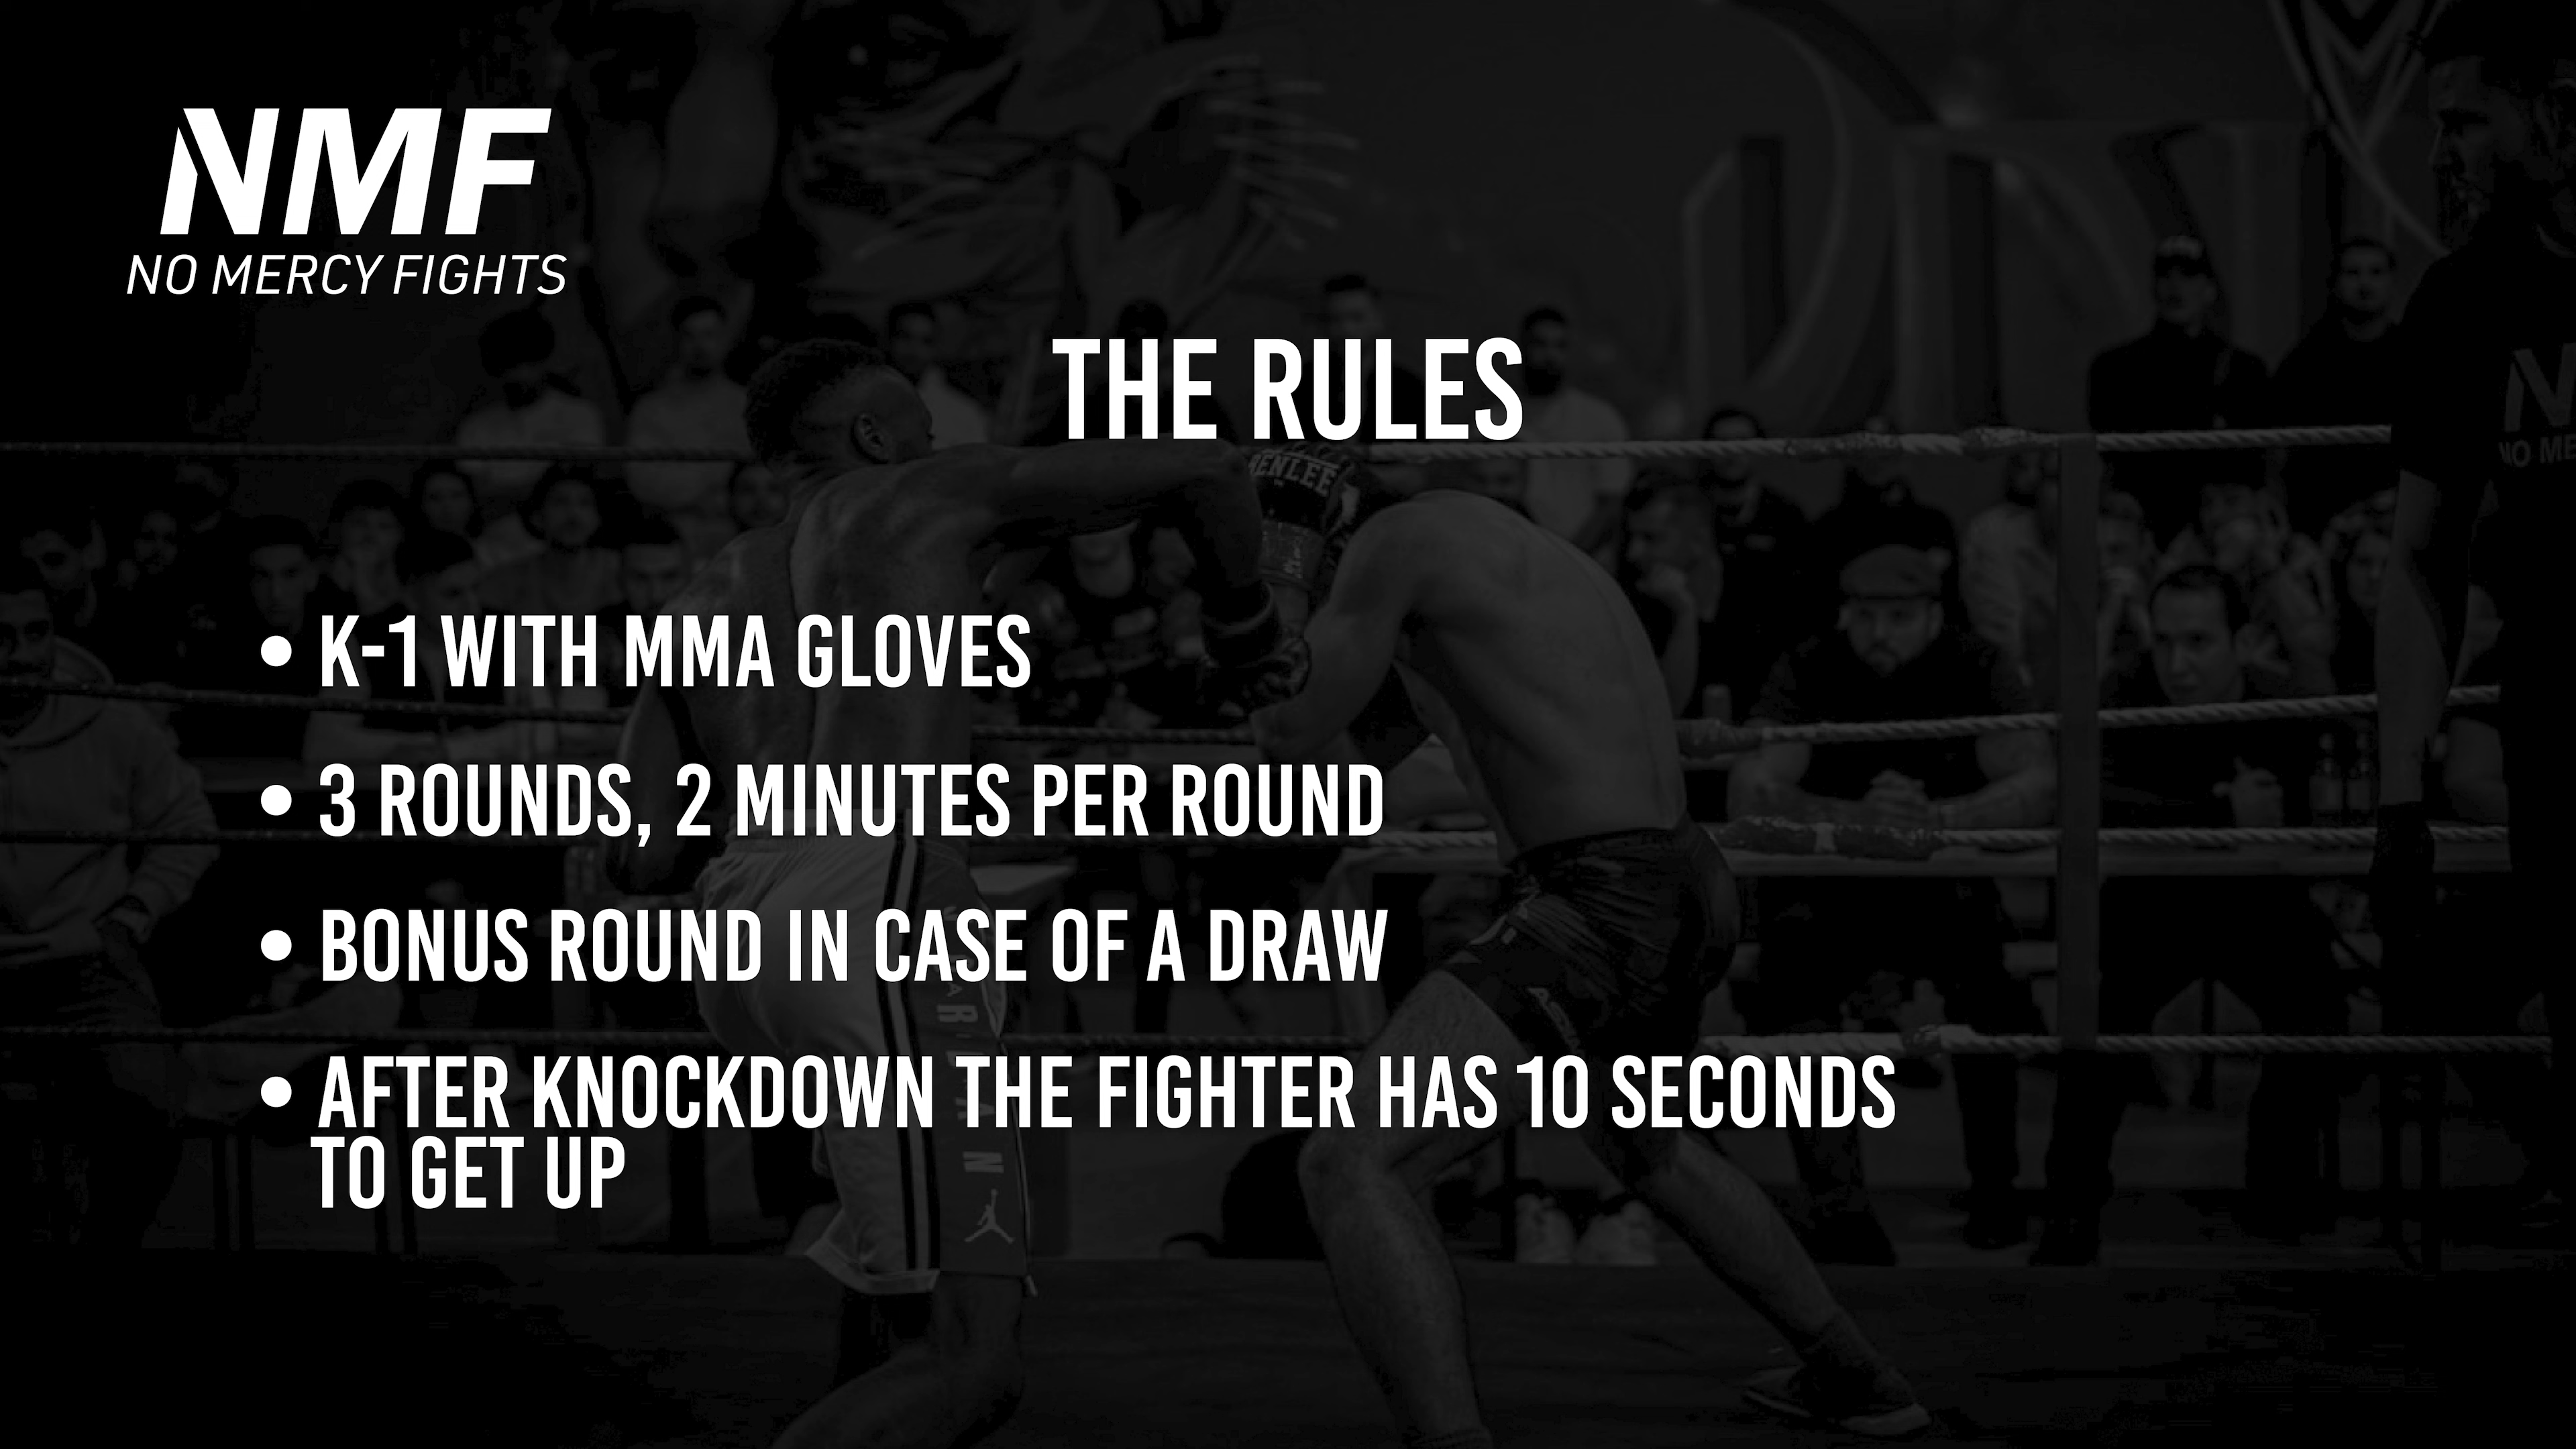 NMF
NO MERCY FIGHTS
THE RULES
• K-1 WITH MMA GLOVES
• 3 ROUNDS, 2 MINUTES PER ROUND
• BONUS ROUND IN CASE OF A DRAW
• AFTER KNOCKDOWN THE FIGHTER HAS 10 SECONDS
TO GET UP